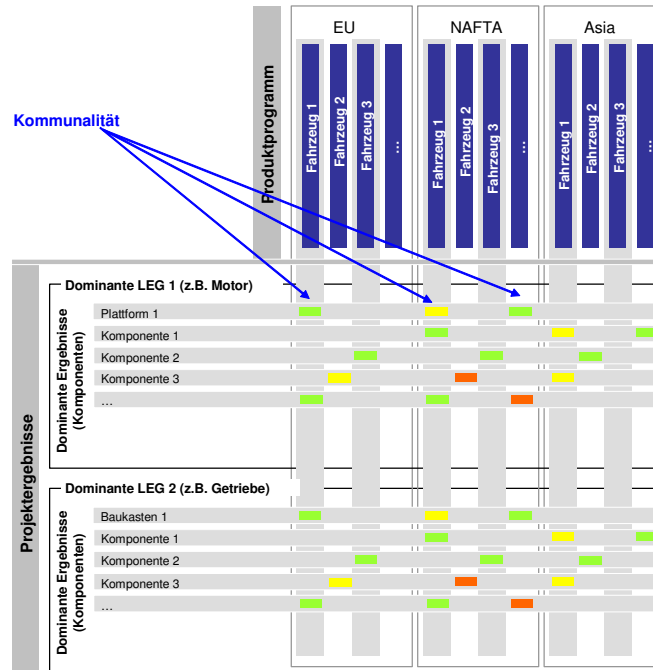 EU
NAFTA
Asia
Produktprogramm
Fahrzeug 1
Fahrzeug 2
Fahrzeug 3
...
Fahrzeug 1
Fahrzeug 2
Fahrzeug 3
...
Fahrzeug 1
Fahrzeug 2
Fahrzeug 3
...
Kommunalität
Projektergebnisse
Dominante LEG 1 (z.B. Motor)
Dominante Ergebnisse
(Komponenten)
Plattform 1
Komponente 1
Komponente 2
Komponente 3
...
Dominante LEG 2 (z.B. Getriebe)
Dominante Ergebnisse
(Komponenten)
Baukasten 1
Komponente 1
Komponente 2
Komponente 3
...